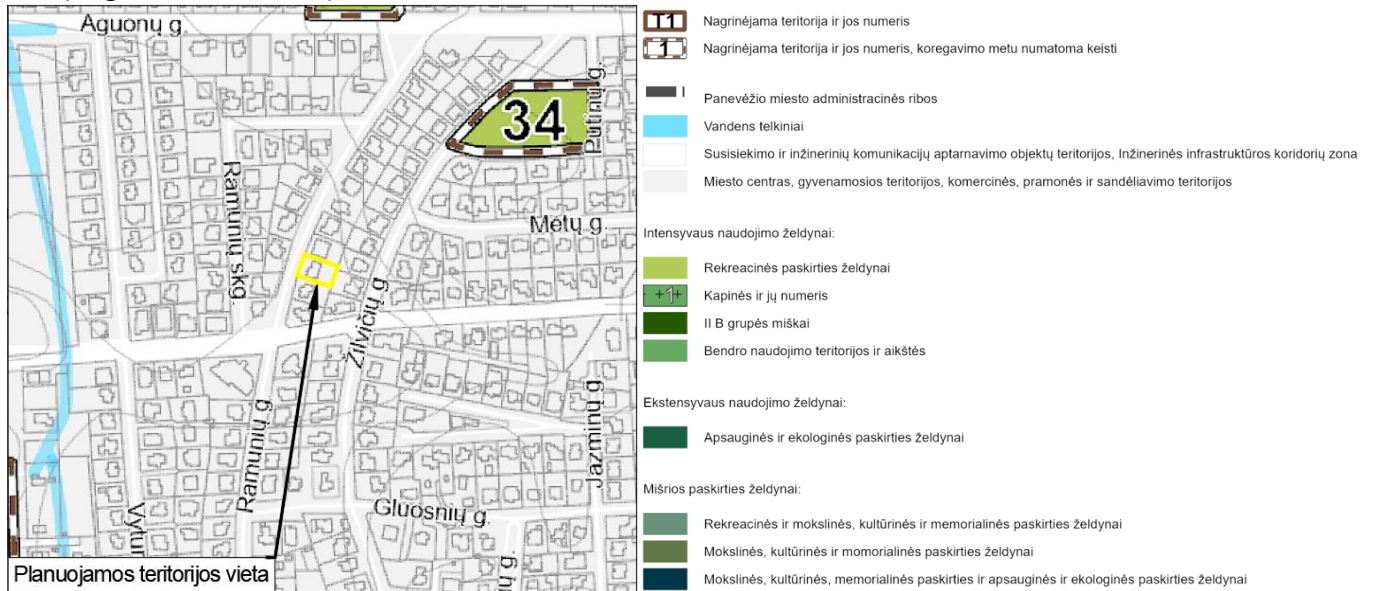 Aguonų g.
Putinų g.
34
Ramunių skg.
Mėtų g.
Žilvičių g
Ramunių g
Jazminų g.
Gluosnių g.
ų g.
Planuojamos teritorijos vieta
T1 Nagrinėjama teritorija ir jos numeris
1 Nagrinėjama teritorija ir jos numeris, koregavimo metu numatoma keisti
Panevėžio miesto administracinės ribos
Vandens telkiniai
Susisiekimo ir inžinerinių komunikacijų aptarnavimo objektų teritorijos, Inžinerinės infrastruktūros koridorių zona
Miesto centras, gyvenamosios teritorijos, komercinės, pramonės ir sandėliavimo teritorijos
Intensyvaus naudojimo želdynai:
Rekreacinės paskirties želdynai
+1+ Kapinės ir jų numeris
II B grupės miškai
Bendro naudojimo teritorijos ir aikštės
Ekstensyvaus naudojimo želdynai:
Apsauginės ir ekologinės paskirties želdynai
Mišrios paskirties želdynai:
Rekreacinės ir mokslinės, kultūrinės ir memorialinės paskirties želdynai
Mokslinės, kultūrinės ir momorialinės paskirties želdynai
Mokslinės, kultūrinės, memorialinės paskirties ir apsauginės ir ekologinės paskirties želdynai